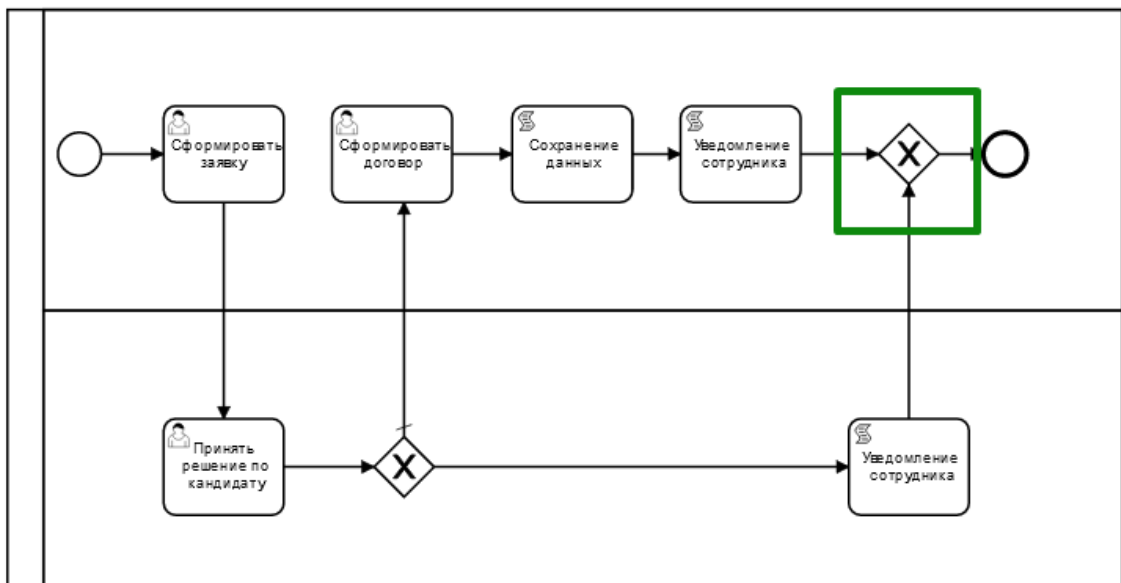 Сформировать
заявку
Сформировать
договор
Сохранение
данных
Уведомление
сотрудника
Принять
решение по
кандидату
Уведомление
сотрудника